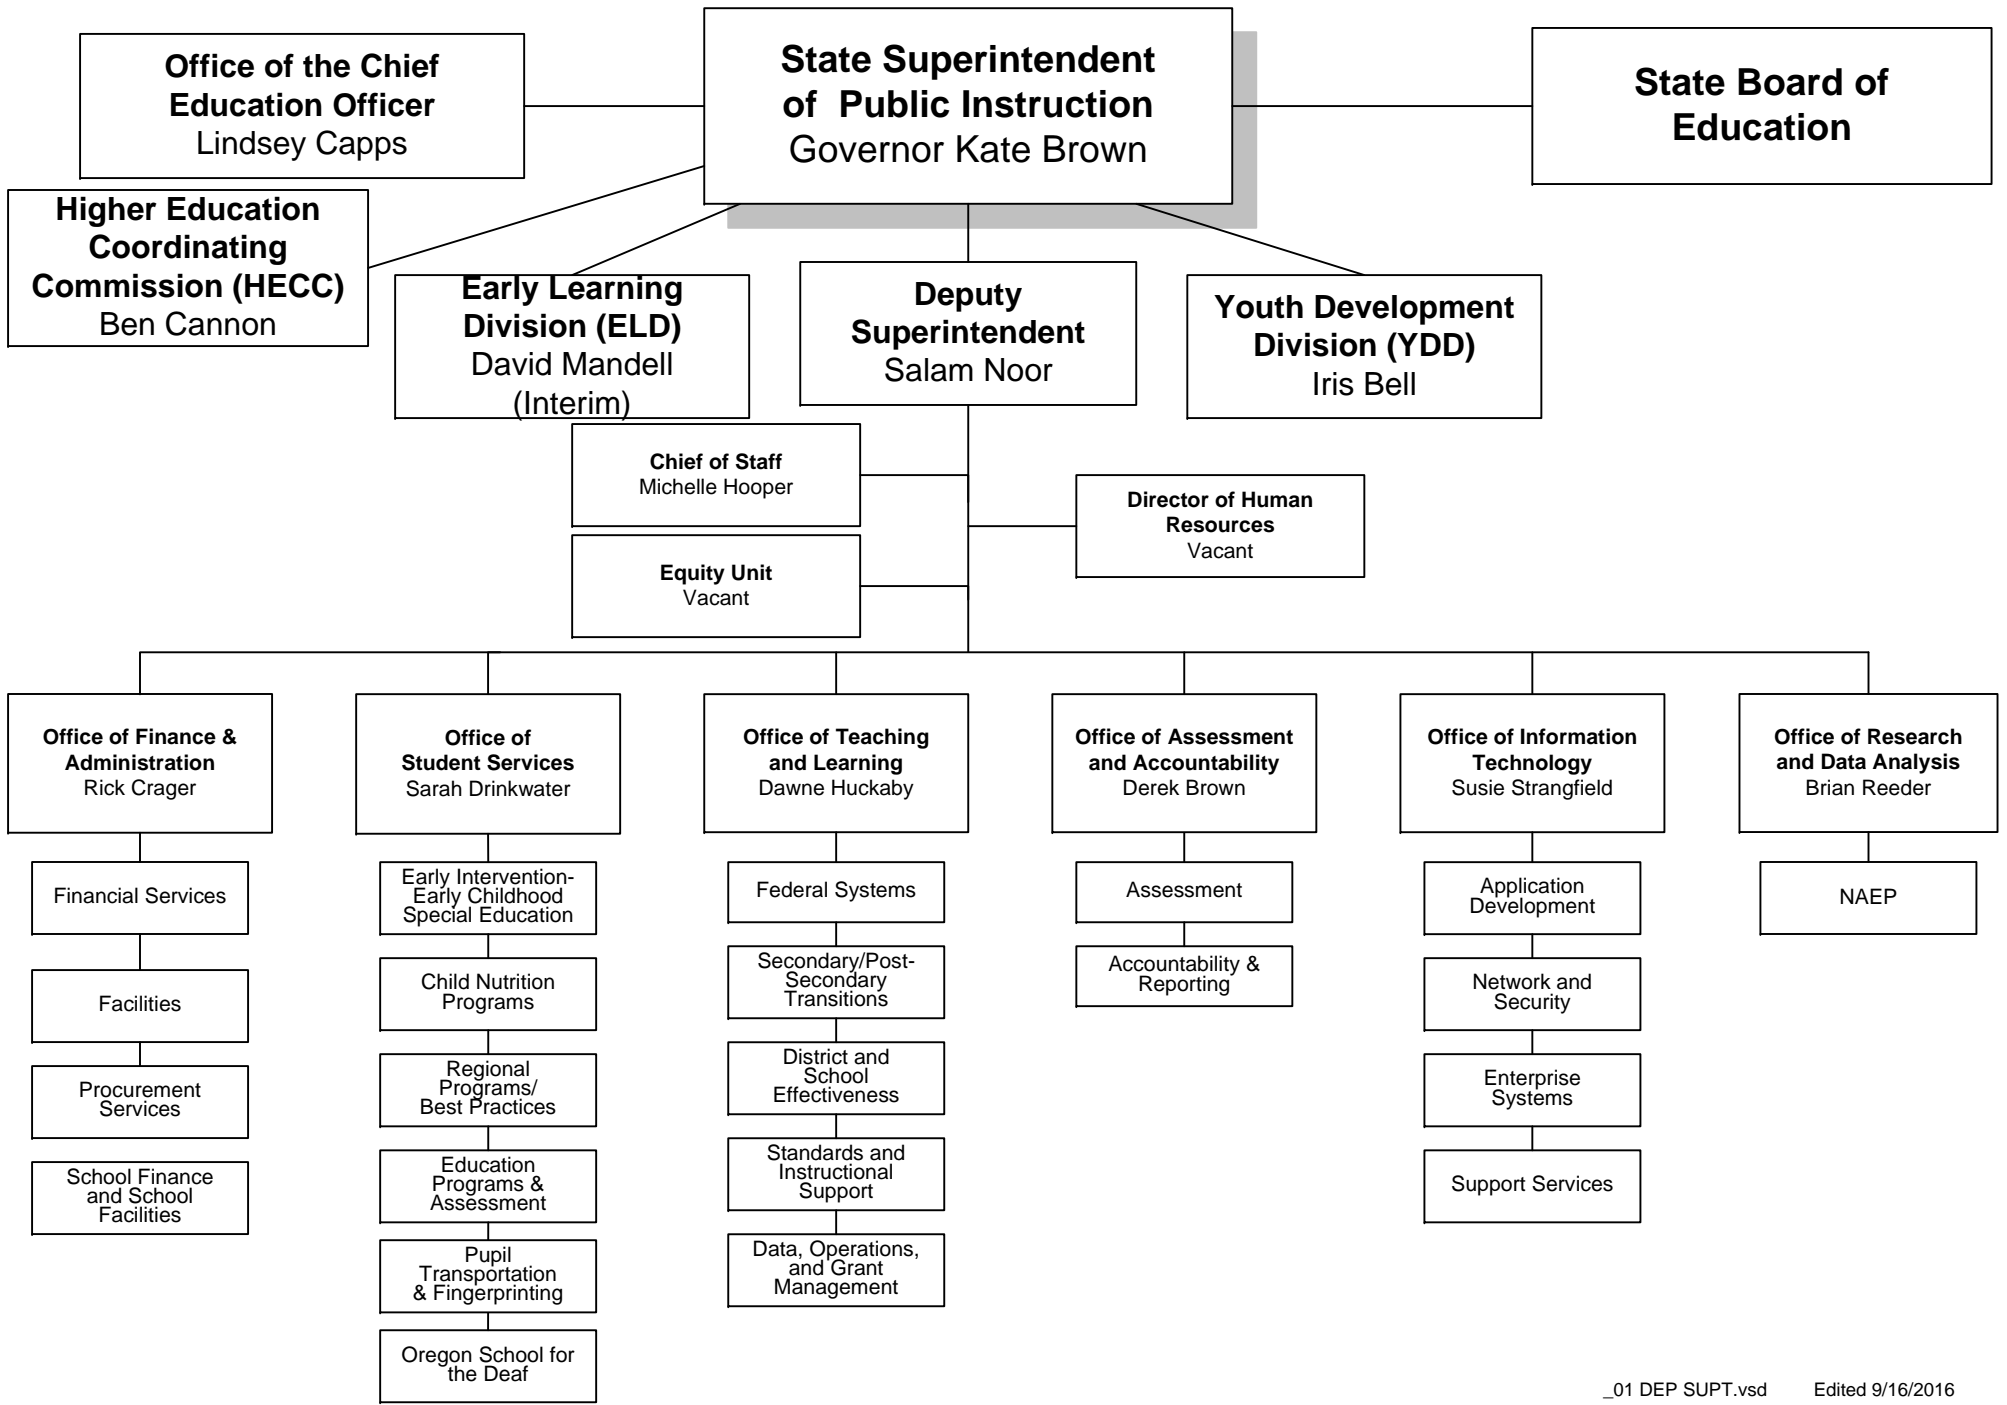 Office of the Chief
Education Officer
Lindsey Capps
State Superintendent
of Public Instruction
Governor Kate Brown
State Board of
Education
Higher Education
Coordinating
Commission (HECC)
Ben Cannon
Early Learning
Division (ELD)
David Mandell
(Interim)
Deputy
Superintendent
Salam Noor
Youth Development
Division (YDD)
Iris Bell
Chief of Staff
Michelle Hooper
Director of Human
Resources
Vacant
Equity Unit
Vacant
Office of Finance &
Administration
Rick Crager
Office of
Student Services
Sarah Drinkwater
Office of Teaching
and Learning
Dawne Huckaby
Office of Assessment
and Accountability
Derek Brown
Office of Information
Technology
Susie Strangfield
Office of Research
and Data Analysis
Brian Reeder
Financial Services
Facilities
Procurement
Services
School Finance
and School
Facilities
Early Intervention-
Early Childhood
Special Education
Child Nutrition
Programs
Regional
Programs/
Best Practices
Education
Programs &
Assessment
Pupil
Transportation
& Fingerprinting
Oregon School for
the Deaf
Federal Systems
Secondary/Post-
Secondary
Transitions
District and
School
Effectiveness
Standards and
Instructional
Support
Data, Operations,
and Grant
Management
Assessment
Accountability &
Reporting
Application
Development
Network and
Security
Enterprise
Systems
Support Services
NAEP
_01 DEP SUPT.vsd Edited 9/16/2016